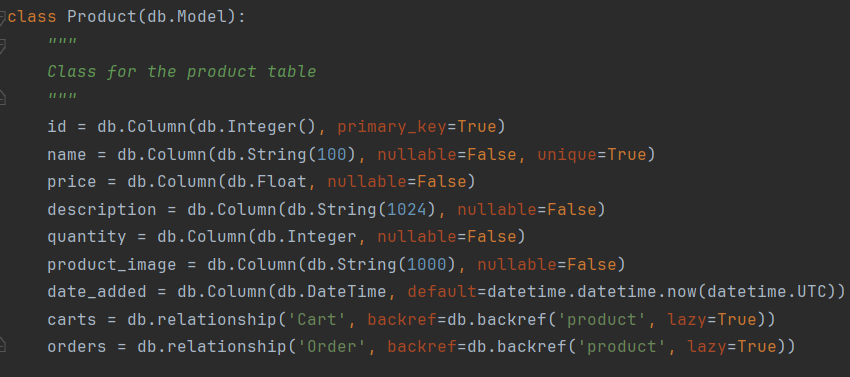 class Product(db.Model):
    """
    Class for the product table
    """
    id = db.Column(db.Integer(), primary_key=True)
    name = db.Column(db.String(100), nullable=False, unique=True)
    price = db.Column(db.Float, nullable=False)
    description = db.Column(db.String(1024), nullable=False)
    quantity = db.Column(db.Integer, nullable=False)
    product_image = db.Column(db.String(1000), nullable=False)
    date_added = db.Column(db.DateTime, default=datetime.datetime.now(datetime.UTC))
    carts = db.relationship('Cart', backref=db.backref('product', lazy=True))
    orders = db.relationship('Order', backref=db.backref('product', lazy=True))